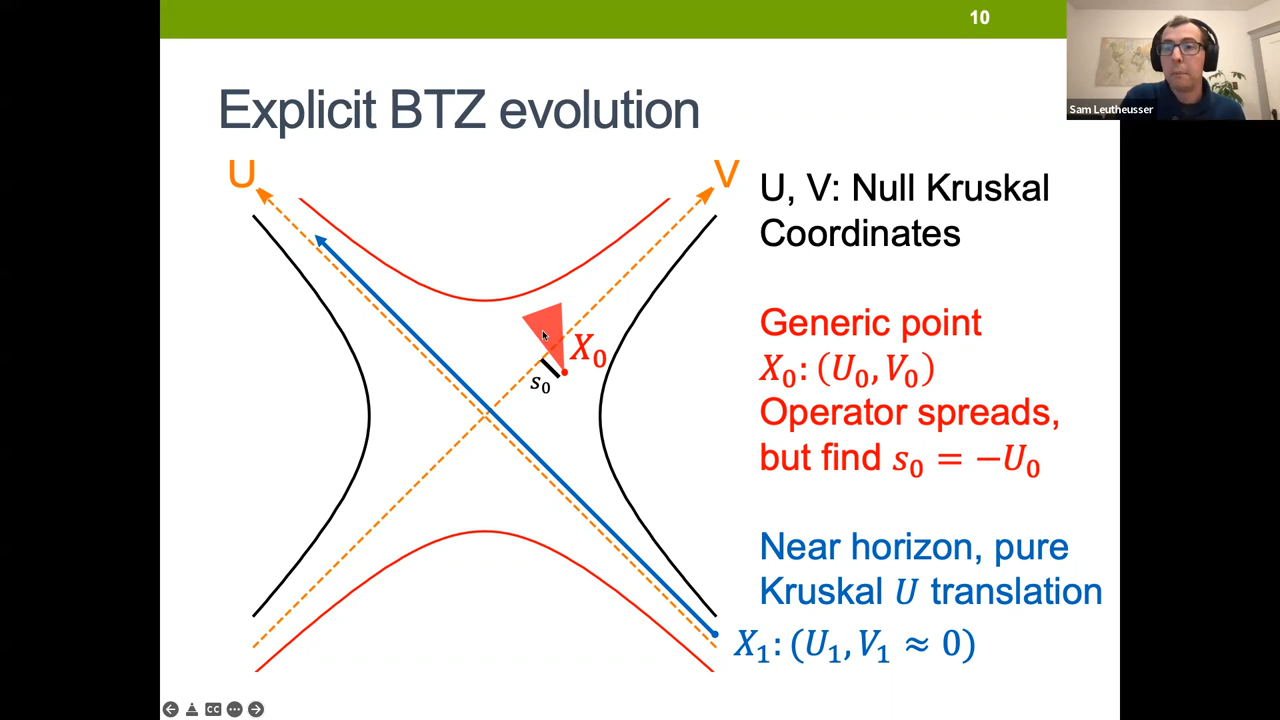 10
Sam Leutheusser
Explicit BTZ evolution
U
V
U, V: Null Kruskal
Coordinates
Generic point
X₀: (U₀, V₀)
Operator spreads,
but find s₀ = −U₀
X₀
s₀
Near horizon, pure
Kruskal U translation
X₁: (U₁, V₁ ≈ 0)
CC